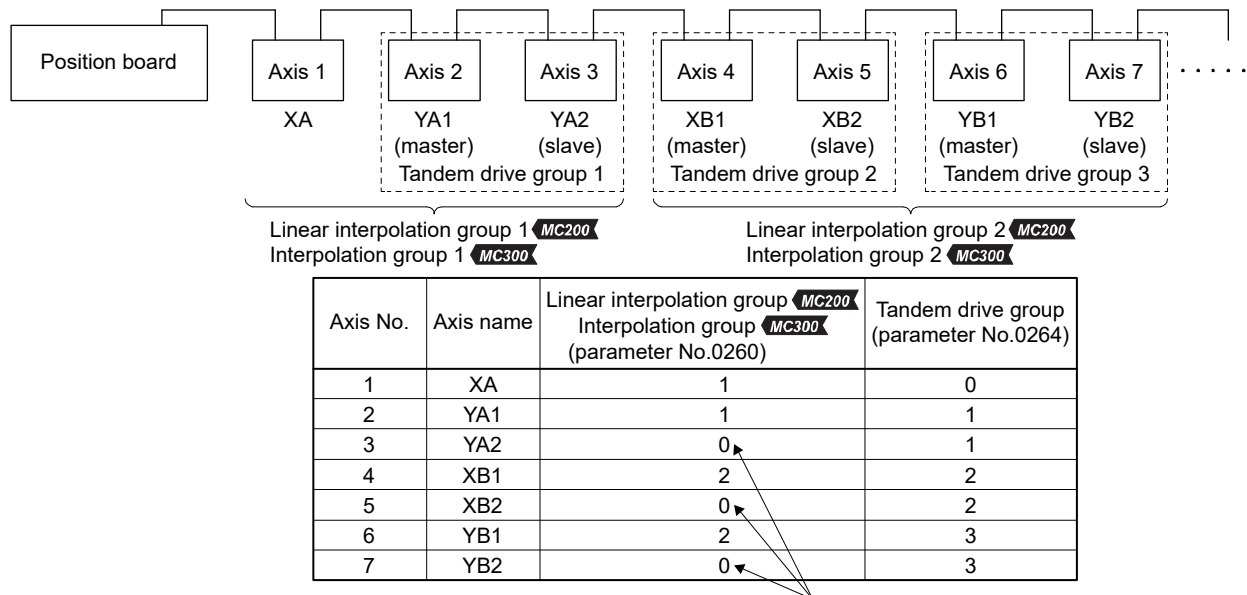 Position board
Axis 1
Axis 2
Axis 3
Axis 4
Axis 5
Axis 6
Axis 7
· · · · ·
XA
YA1
YA2
XB1
XB2
YB1
YB2
(master)
(slave)
(master)
(slave)
(master)
(slave)
Tandem drive group 1
Tandem drive group 2
Tandem drive group 3
Linear interpolation group 1 MC200
Interpolation group 1 MC300
Linear interpolation group 2 MC200
Interpolation group 2 MC300
Axis No.
Axis name
Linear interpolation group MC200
Interpolation group MC300
(parameter No.0260)
Tandem drive group
(parameter No.0264)
1 XA 1 0
2 YA1 1 1
3 YA2 0 1
4 XB1 2 2
5 XB2 0 2
6 YB1 2 3
7 YB2 0 3